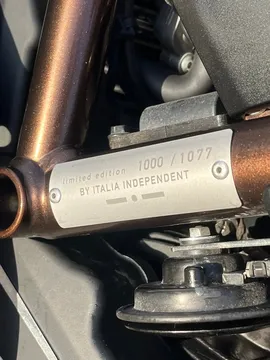 limited edition 1000 / 1077
BY ITALIA INDEPENDENT